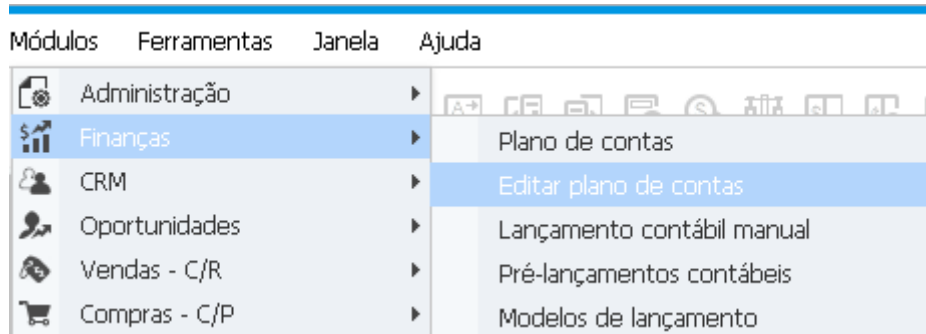 Módulos Ferramentas Janela Ajuda
Administração
Finanças
CRM
Oportunidades
Vendas - C/R
Compras - C/P
Plano de contas
Editar plano de contas
Lançamento contábil manual
Pré-lançamentos contábeis
Modelos de lançamento